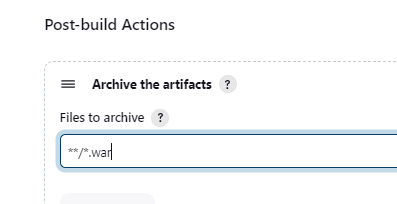 Post-build Actions
Archive the artifacts ?
Files to archive ?
**/*.war